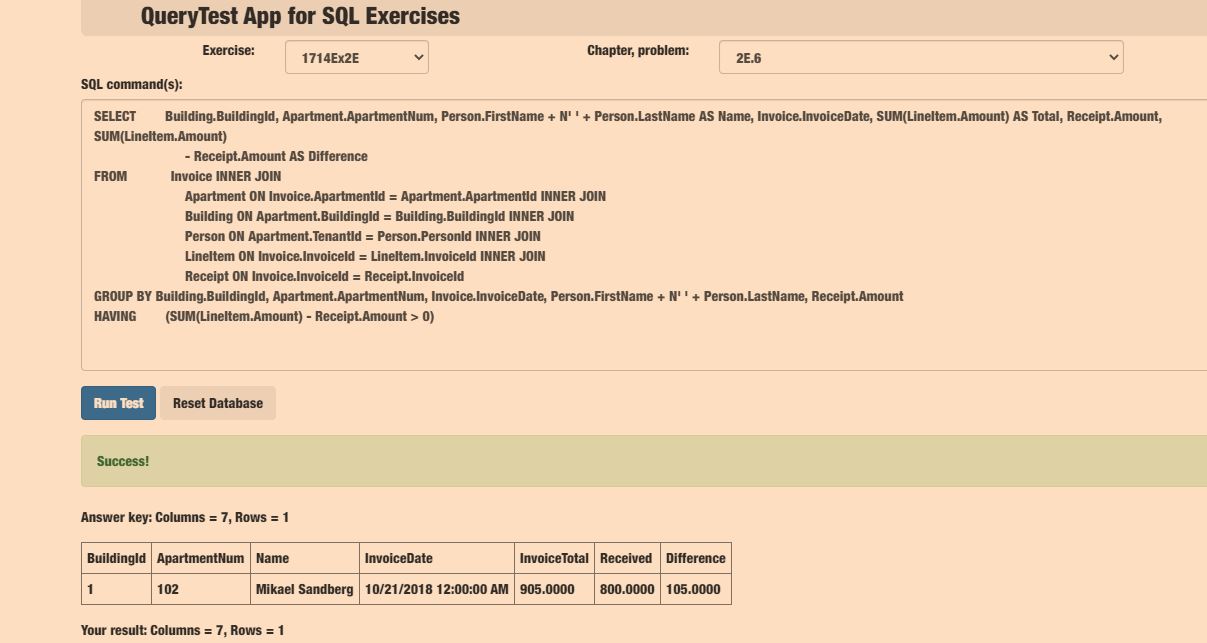 QueryTest App for SQL Exercises
Exercise: 1714Ex2E Chapter, problem: 2E.6
SQL command(s):
SELECT Building.BuildingId, Apartment.ApartmentNum, Person.FirstName + N' ' + Person.LastName AS Name, Invoice.InvoiceDate, SUM(LineItem.Amount) AS Total, Receipt.Amount,
SUM(LineItem.Amount)
- Receipt.Amount AS Difference
FROM Invoice INNER JOIN
Apartment ON Invoice.ApartmentId = Apartment.ApartmentId INNER JOIN
Building ON Apartment.BuildingId = Building.BuildingId INNER JOIN
Person ON Apartment.TenantId = Person.PersonId INNER JOIN
LineItem ON Invoice.InvoiceId = LineItem.InvoiceId INNER JOIN
Receipt ON Invoice.InvoiceId = Receipt.InvoiceId
GROUP BY Building.BuildingId, Apartment.ApartmentNum, Invoice.InvoiceDate, Person.FirstName + N' ' + Person.LastName, Receipt.Amount
HAVING (SUM(LineItem.Amount) - Receipt.Amount > 0)
Run Test Reset Database
Success!
Answer key: Columns = 7, Rows = 1
BuildingId ApartmentNum Name InvoiceDate InvoiceTotal Received Difference
1 102 Mikael Sandberg 10/21/2018 12:00:00 AM 905.0000 800.0000 105.0000
Your result: Columns = 7, Rows = 1